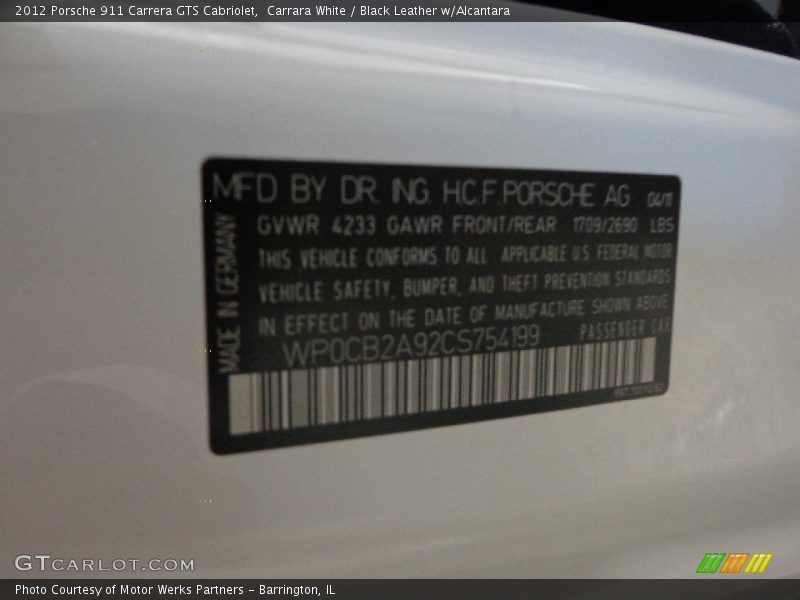 2012 Porsche 911 Carrera GTS Cabriolet,  Carrara White / Black Leather w/Alcantara
MFD BY DR. ING. H.C.F. PORSCHE AG 04/11
GVWR 4233 GAWR FRONT/REAR 1709/2690 LBS
THIS VEHICLE CONFORMS TO ALL APPLICABLE U.S. FEDERAL MOTOR
VEHICLE SAFETY, BUMPER, AND THEFT PREVENTION STANDARDS
IN EFFECT ON THE DATE OF MANUFACTURE SHOWN ABOVE
WP0CB2A92CS754199 PASSENGER CAR
MADE IN GERMANY
GTCARLOT.COM
Photo Courtesy of Motor Werks Partners - Barrington, IL